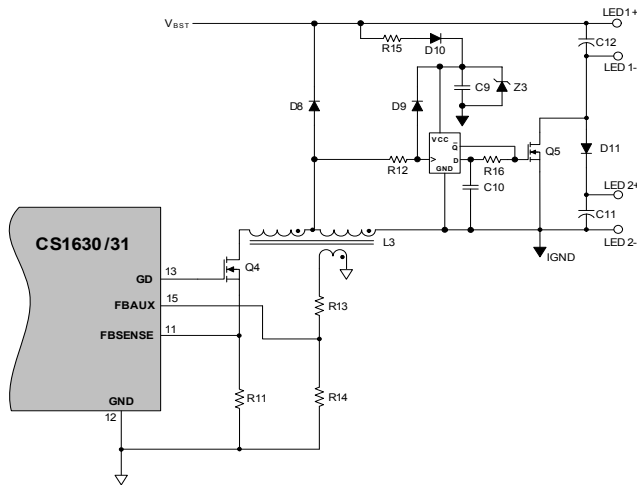 LED1+
VBST
C12
R15
D10
LED 1-
C9
Z3
D8
D9
VCC
Q̅
Q5
D11
R12
>
D
R16
GND
C10
LED 2+
C11
CS1630/31
L3
LED 2-
IGND
13
Q4
GD
15
FBAUX
R13
11
FBSENSE
R11
R14
GND
12